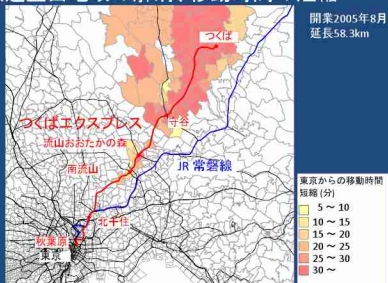 開業2005年8月
延長58.3km
つくば
つくばエクスプレス
守谷
流山おおたかの森
JR 常磐線
南流山
北千住
秋葉原
東京
東京からの移動時間
短縮(分)
5 ～ 10
10 ～ 15
15 ～ 20
20 ～ 25
25 ～ 30
30 ～